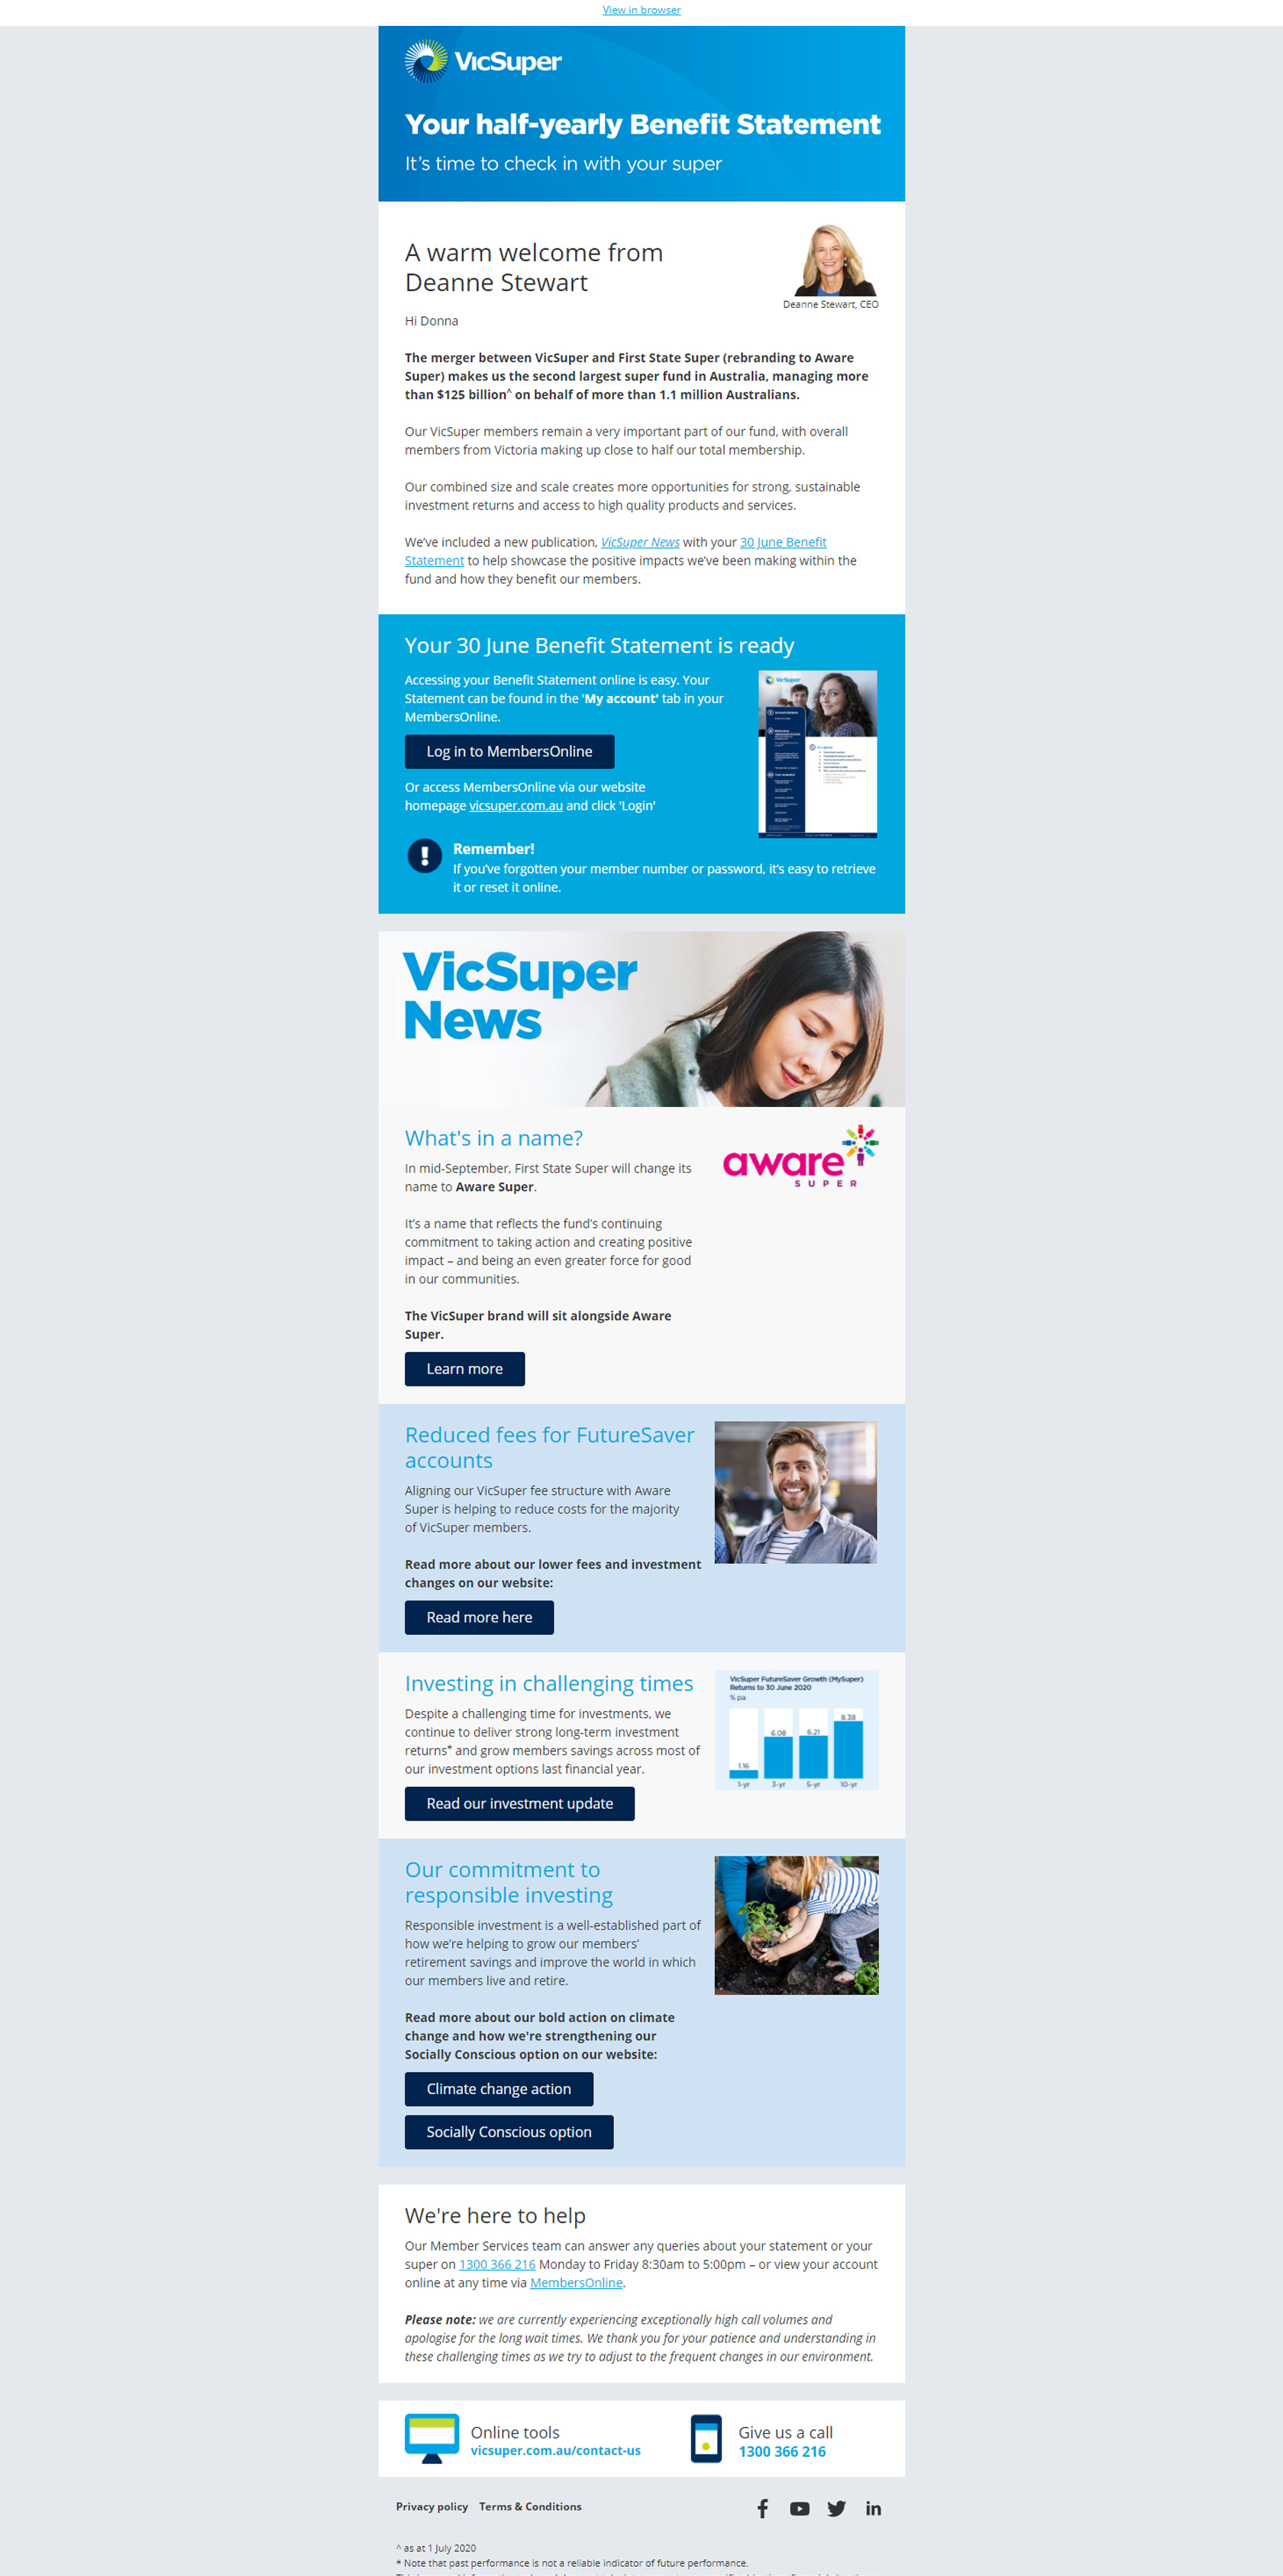 View in browser
VicSuper
Your half-yearly Benefit Statement
It's time to check in with your super
A warm welcome from
Deanne Stewart
Deanne Stewart, CEO
Hi Donna
The merger between VicSuper and First State Super (rebranding to Aware
Super) makes us the second largest super fund in Australia, managing more
than $125 billion^ on behalf of more than 1.1 million Australians.
Our VicSuper members remain a very important part of our fund, with overall
members from Victoria making up close to half our total membership.
Our combined size and scale creates more opportunities for strong, sustainable
investment returns and access to high quality products and services.
We've included a new publication, VicSuper News with your 30 June Benefit
Statement to help showcase the positive impacts we've been making within the
fund and how they benefit our members.
Your 30 June Benefit Statement is ready
Accessing your Benefit Statement online is easy. Your
Statement can be found in the 'My account' tab in your
MembersOnline.
Log in to MembersOnline
Or access MembersOnline via our website
homepage vicsuper.com.au and click 'Login'
VicSuper
Remember!
If you've forgotten your member number or password, it's easy to retrieve
it or reset it online.
VicSuper
News
What's in a name?
In mid-September, First State Super will change its
name to Aware Super.
It's a name that reflects the fund's continuing
commitment to taking action and creating positive
impact – and being an even greater force for good
in our communities.
The VicSuper brand will sit alongside Aware
Super.
Learn more
aware
SUPER
Reduced fees for FutureSaver
accounts
Aligning our VicSuper fee structure with Aware
Super is helping to reduce costs for the majority
of VicSuper members.
Read more about our lower fees and investment
changes on our website:
Read more here
Investing in challenging times
Despite a challenging time for investments, we
continue to deliver strong long-term investment
returns* and grow members savings across most of
our investment options last financial year.
Read our investment update
VicSuper FutureSaver Growth (MySuper)
Returns to 30 June 2020
% pa
1.16 6.08 6.21 8.38
1-yr 3-yr 5-yr 10-yr
Our commitment to
responsible investing
Responsible investment is a well-established part of
how we're helping to grow our members'
retirement savings and improve the world in which
our members live and retire.
Read more about our bold action on climate
change and how we're strengthening our
Socially Conscious option on our website:
Climate change action
Socially Conscious option
We're here to help
Our Member Services team can answer any queries about your statement or your
super on 1300 366 216 Monday to Friday 8:30am to 5:00pm – or view your account
online at any time via MembersOnline.
Please note: we are currently experiencing exceptionally high call volumes and
apologise for the long wait times. We thank you for your patience and understanding in
these challenging times as we try to adjust to the frequent changes in our environment.
Online tools
vicsuper.com.au/contact-us
Give us a call
1300 366 216
Privacy policy Terms & Conditions
^ as at 1 July 2020
* Note that past performance is not a reliable indicator of future performance.